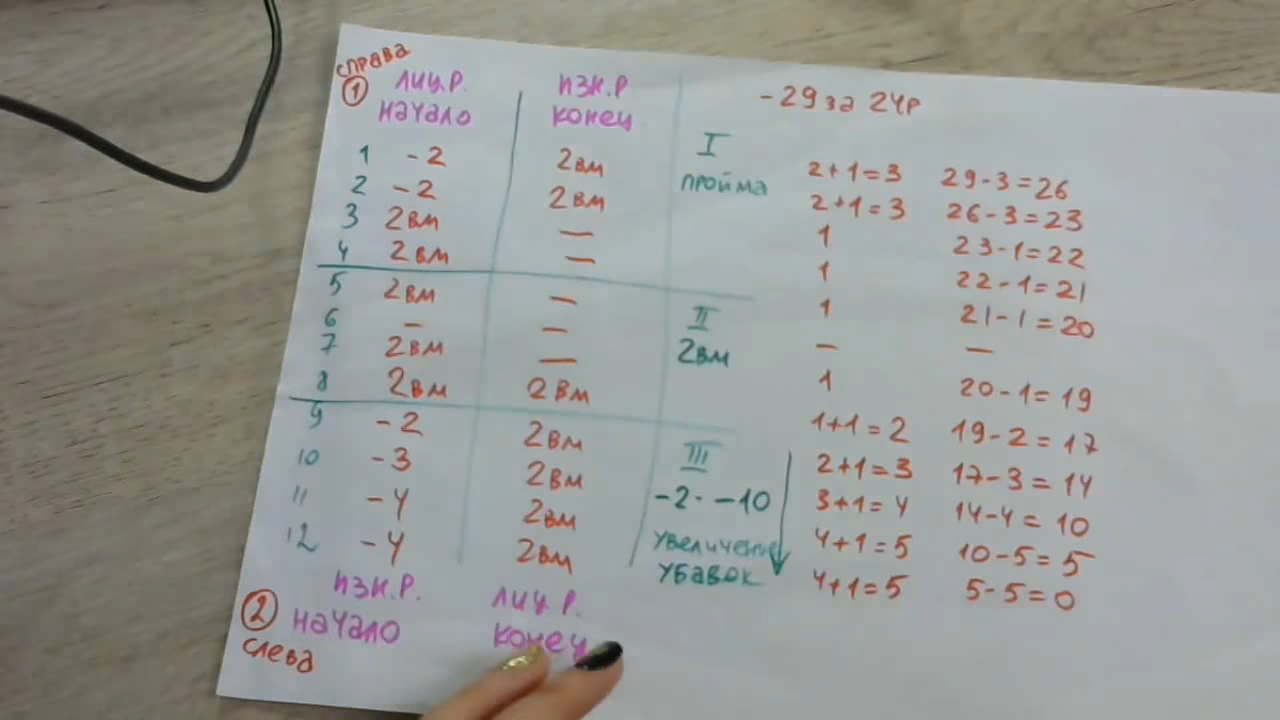 справа
① лиц.р. изн.р
начало конец
-29 за 24р
1 -2 2вм I 2+1=3 29-3=26
2 -2 2вм пройма 2+1=3 26-3=23
3 2вм — 1 23-1=22
4 2вм — 1 22-1=21
5 2вм — 1 21-1=20
6 — — II — —
7 2вм — 2вм 1 20-1=19
8 2вм 2вм 1+1=2 19-2=17
9 -2 2вм III 2+1=3 17-3=14
10 -3 2вм -2 · -10 3+1=4 14-4=10
11 -4 2вм увеличение 4+1=5 10-5=5
12 -4 2вм убавок 4+1=5 5-5=0
② изн.р. лиц.р.
начало конец
слева